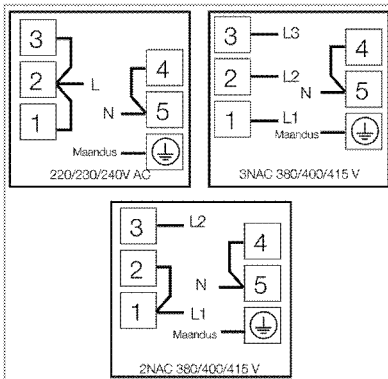 3
2 L
1
4
N 5
Maandus
220/230/240V AC
3 L3
2 L2
1 L1
4
N 5
Maandus
3NAC 380/400/415 V
3 L2
2
1 L1
4
N 5
Maandus
2NAC 380/400/415 V